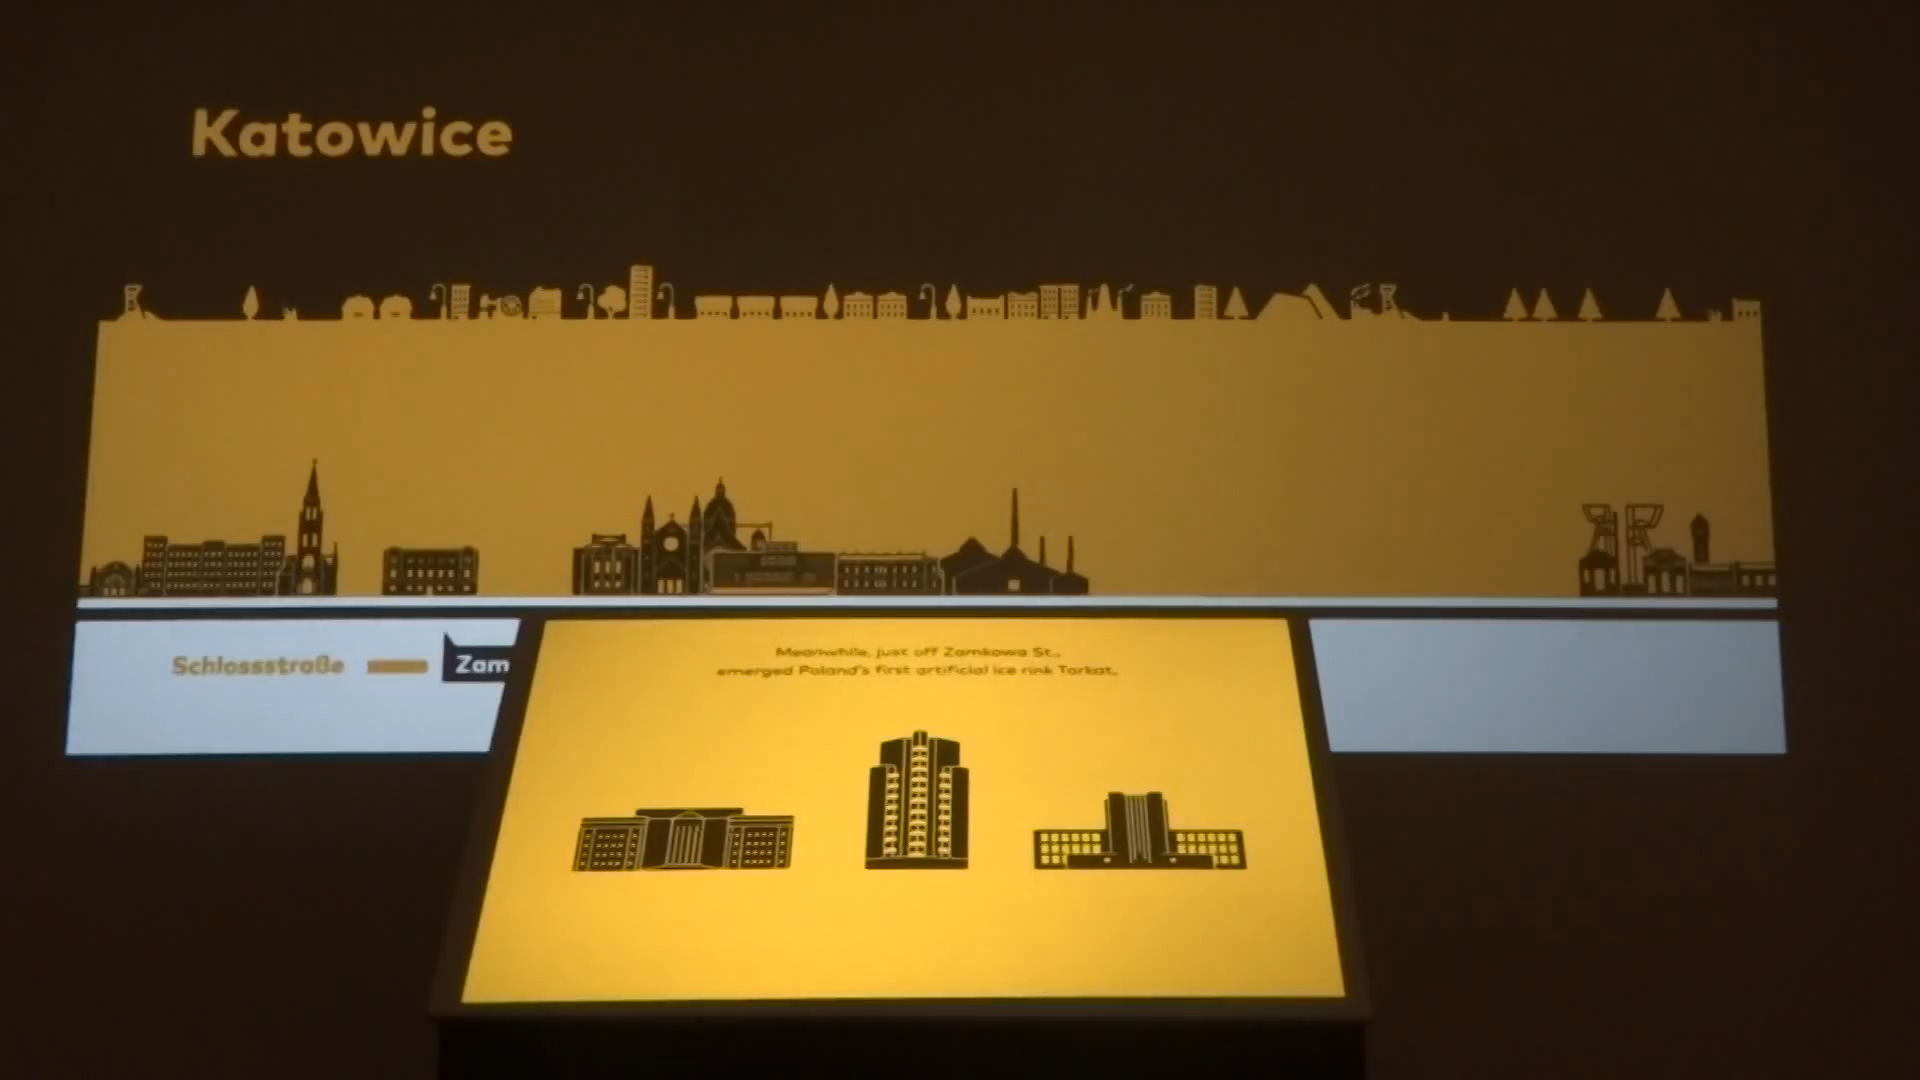 Katowice
Schlossstraße
Zam
Meanwhile, just off Zamkowa St.,
emerged Poland's first artificial ice rink Torkat.